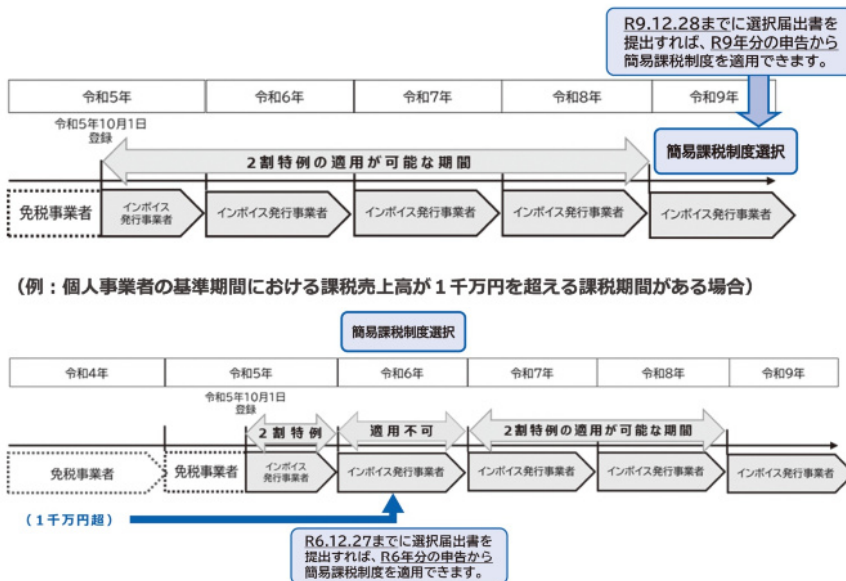 R9.12.28までに選択届出書を
提出すれば、R9年分の申告から
簡易課税制度を適用できます。
令和5年 令和6年 令和7年 令和8年 令和9年
令和5年10月1日
登録
2割特例の適用が可能な期間
簡易課税制度選択
免税事業者
インボイス
発行事業者
インボイス発行事業者
インボイス発行事業者
インボイス発行事業者
インボイス発行事業者
(例:個人事業者の基準期間における課税売上高が1千万円を超える課税期間がある場合)
簡易課税制度選択
令和4年 令和5年 令和6年 令和7年 令和8年 令和9年
令和5年10月1日
登録
2割特例
適用不可
2割特例の適用が可能な期間
免税事業者
免税事業者
インボイス
発行事業者
インボイス発行事業者
インボイス発行事業者
インボイス発行事業者
インボイス発行事業者
(1千万円超)
R6.12.27までに選択届出書を
提出すれば、R6年分の申告から
簡易課税制度を適用できます。